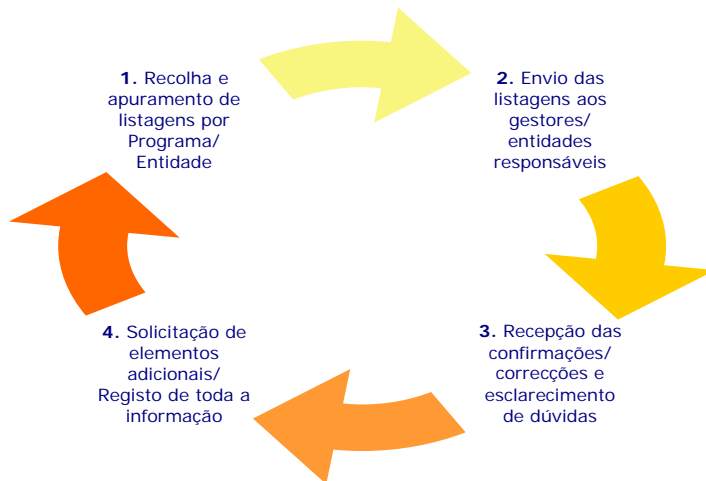 1. Recolha e
apuramento de
listagens por
Programa/
Entidade
2. Envio das
listagens aos
gestores/
entidades
responsáveis
3. Recepção das
confirmações/
correcções e
esclarecimento
de dúvidas
4. Solicitação de
elementos
adicionais/
Registo de toda a
informação